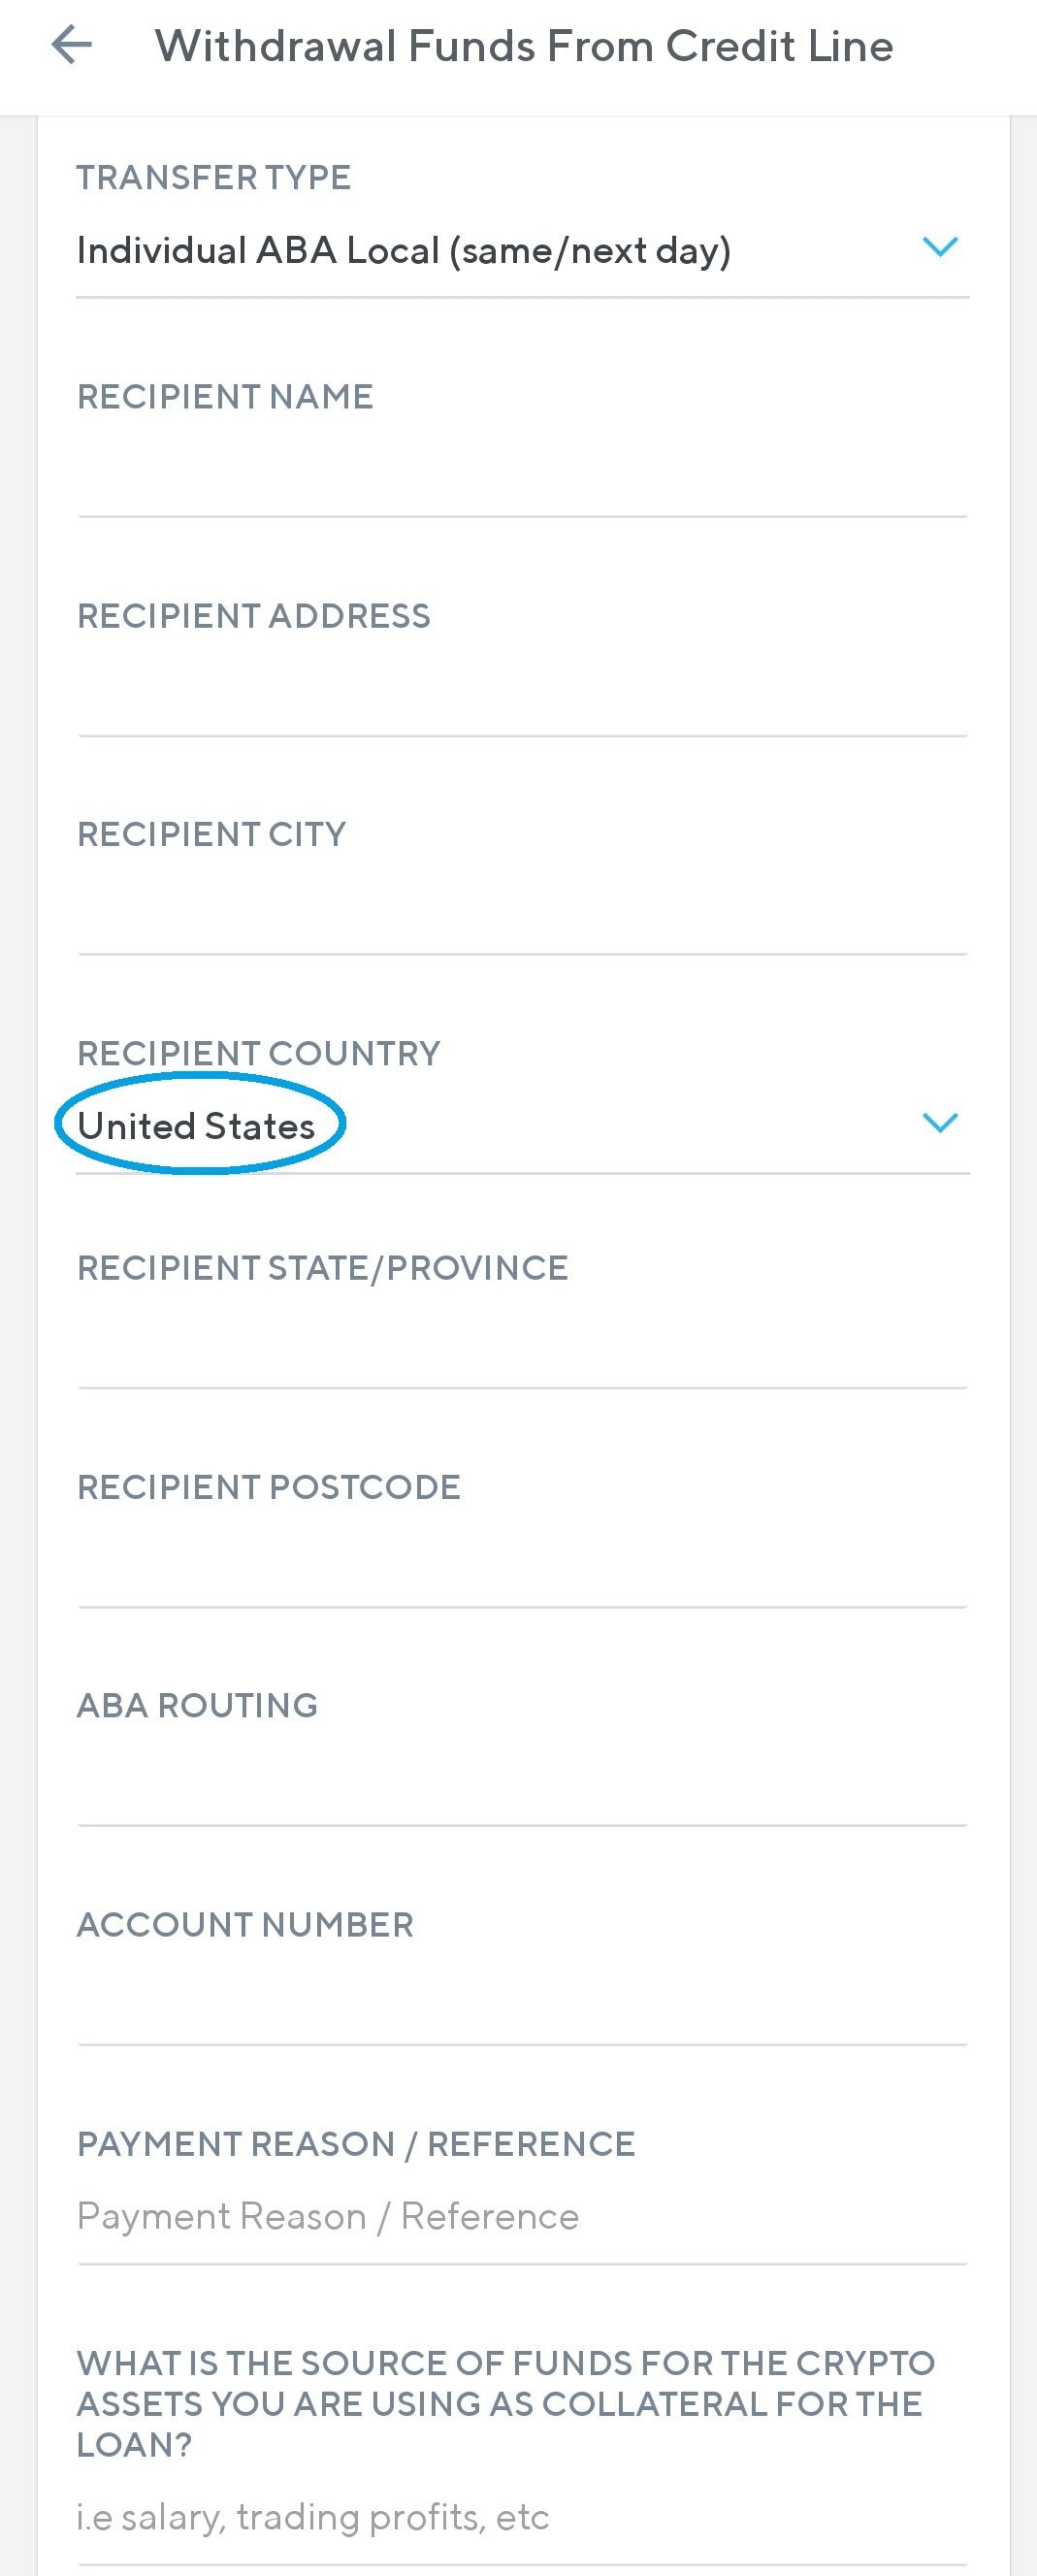 Withdrawal Funds From Credit Line
TRANSFER TYPE
Individual ABA Local (same/next day)
RECIPIENT NAME
RECIPIENT ADDRESS
RECIPIENT CITY
RECIPIENT COUNTRY
United States
RECIPIENT STATE/PROVINCE
RECIPIENT POSTCODE
ABA ROUTING
ACCOUNT NUMBER
PAYMENT REASON / REFERENCE
Payment Reason / Reference
WHAT IS THE SOURCE OF FUNDS FOR THE CRYPTO
ASSETS YOU ARE USING AS COLLATERAL FOR THE
LOAN?
i.e salary, trading profits, etc